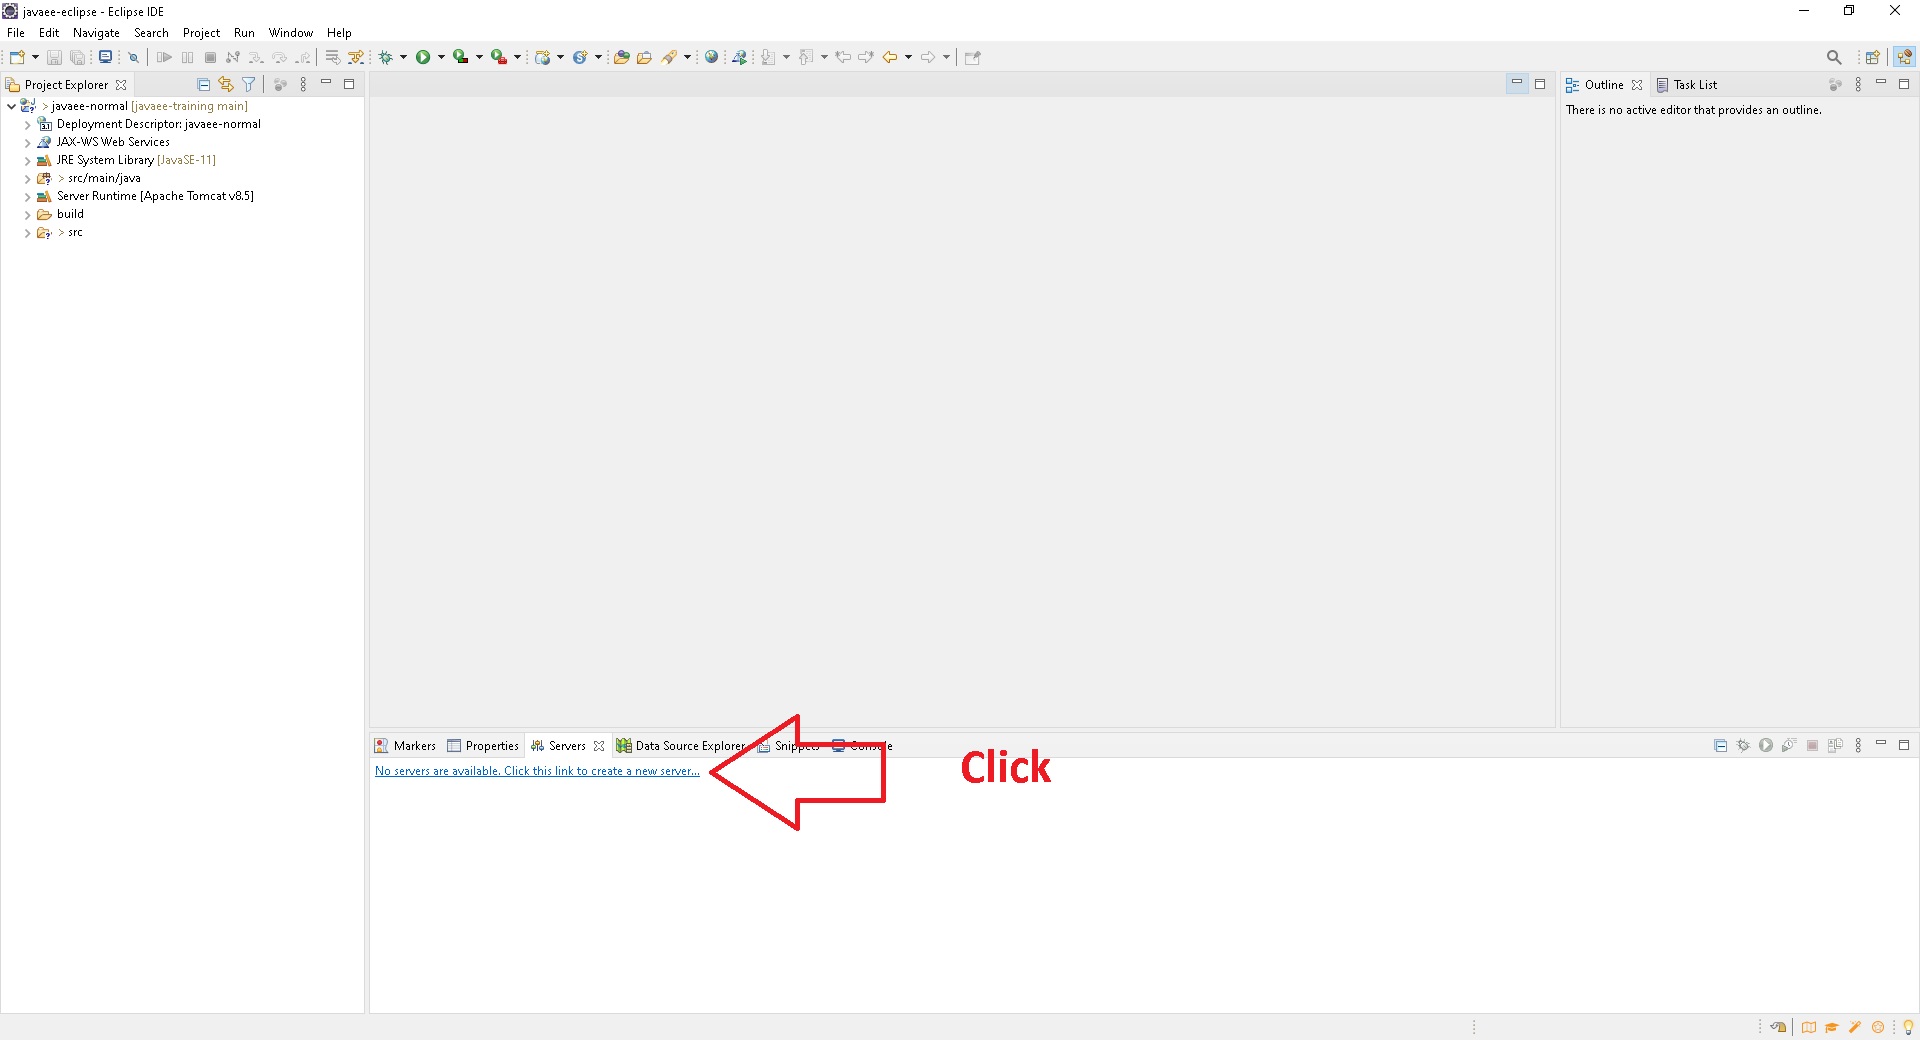 javaee-eclipse - Eclipse IDE
File Edit Navigate Search Project Run Window Help
Project Explorer
> javaee-normal [javaee-training main]
Deployment Descriptor: javaee-normal
JAX-WS Web Services
JRE System Library [JavaSE-11]
> src/main/java
Server Runtime [Apache Tomcat v8.5]
build
> src
Outline Task List
There is no active editor that provides an outline.
Markers Properties Servers Data Source Explorer Snippets Console
No servers are available. Click this link to create a new server...
Click